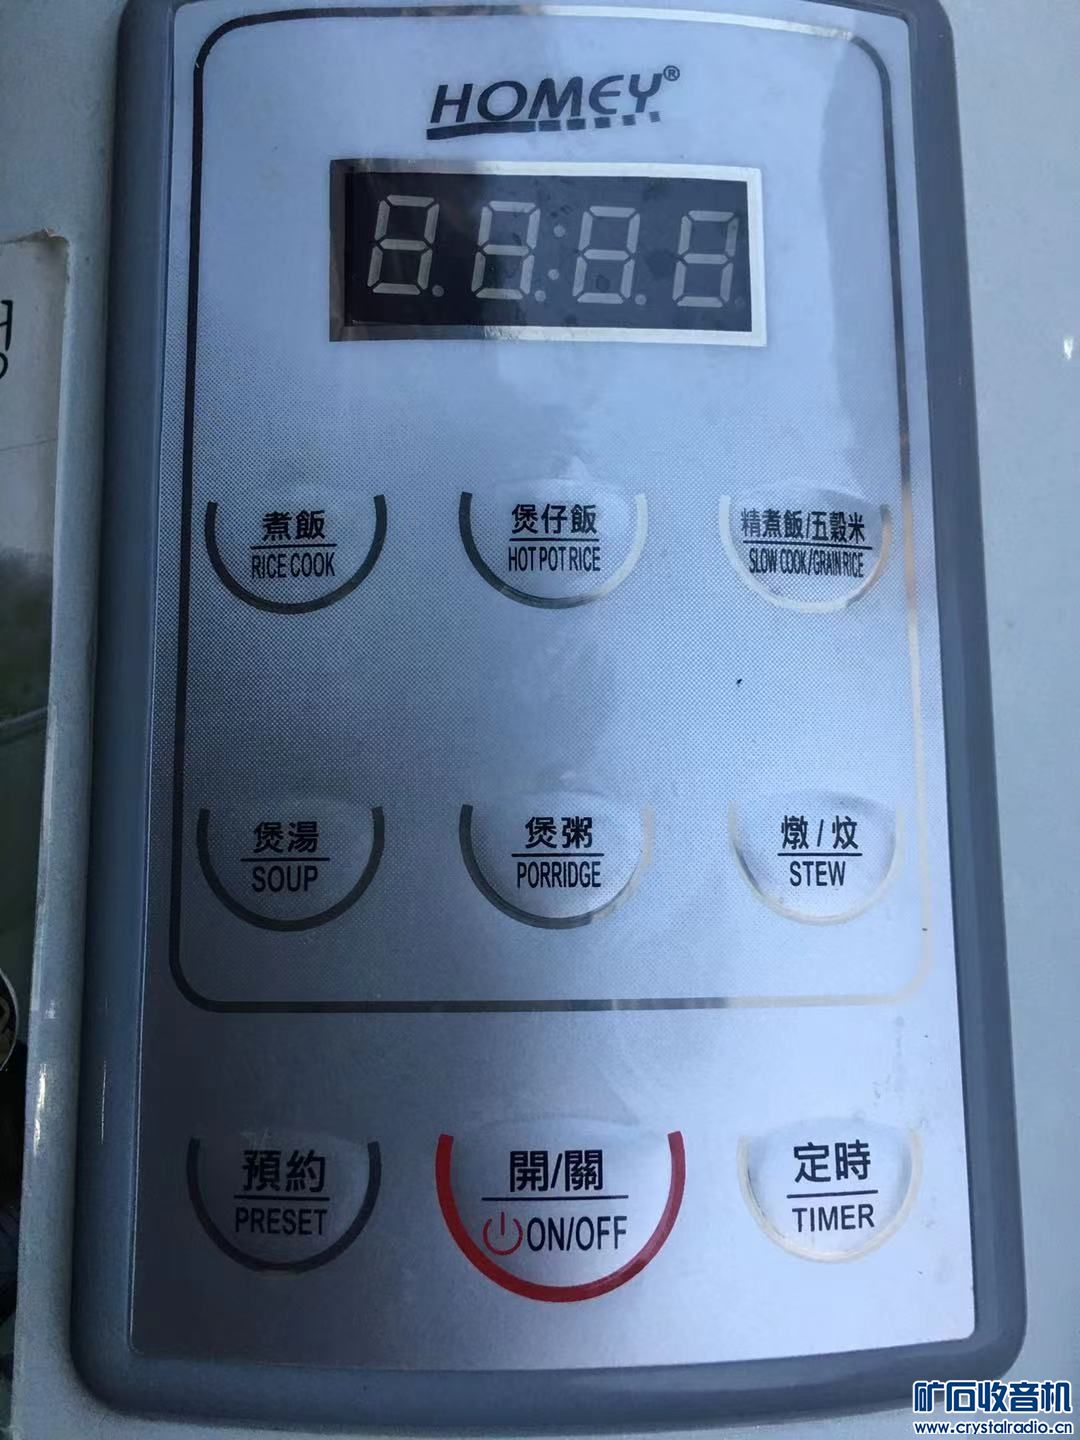 HOMEY®
煮飯
RICE COOK
煲仔飯
HOT POT RICE
精煮飯/五穀米
SLOW COOK/GRAIN RICE
煲湯
SOUP
煲粥
PORRIDGE
燉/炆
STEW
預約
PRESET
開/關
ON/OFF
定時
TIMER
矿石收音机
www.crystalradio.cn